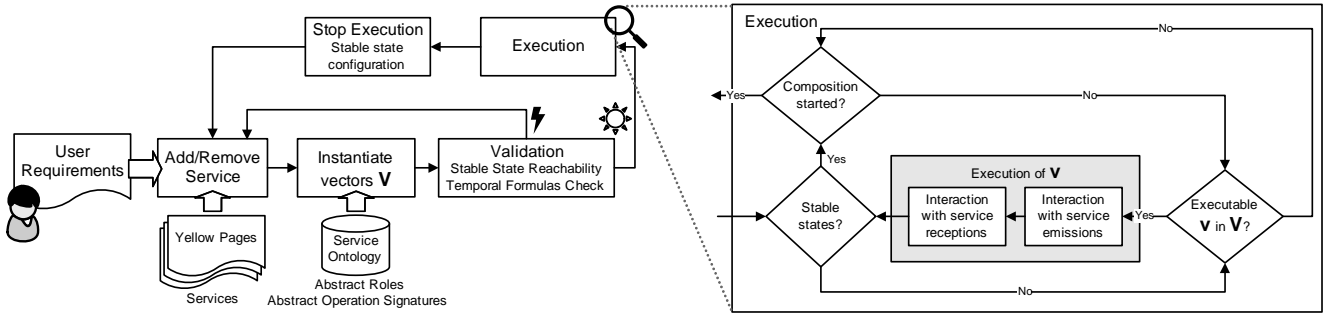 Stop Execution
Stable state
configuration
Execution
User
Requirements
Add/Remove
Service
Instantiate
vectors V
Validation
Stable State Reachability
Temporal Formulas Check
Yellow Pages
Services
Service
Ontology
Abstract Roles
Abstract Operation Signatures
Execution
No
Yes
Composition
started?
No
Yes
Stable
states?
Execution of v
Interaction
with service
receptions
Interaction
with service
emissions
Yes
Executable
v in V?
No